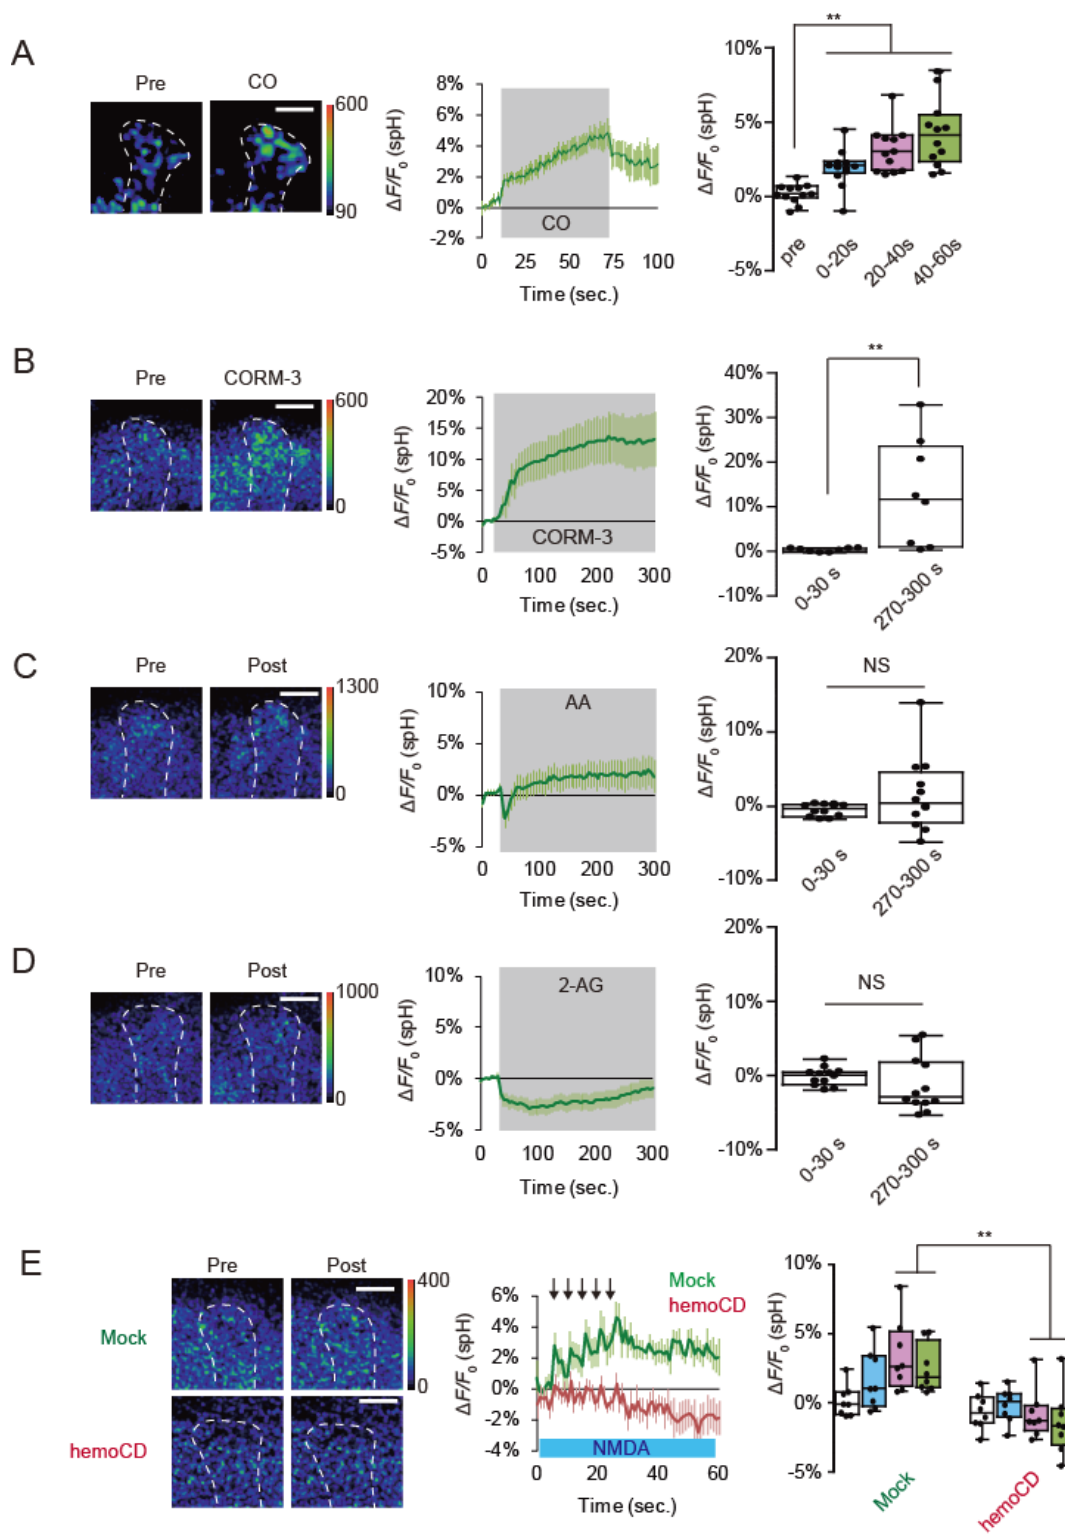 A
Pre
CO
600
90
ΔF/F0 (spH)
8%
6%
4%
2%
0%
-2%
CO
0 25 50 75 100
Time (sec.)
**
ΔF/F0 (spH)
10%
5%
0%
-5%
pre
0-20s
20-40s
40-60s
B
Pre
CORM-3
600
0
ΔF/F0 (spH)
20%
15%
10%
5%
0%
-5%
CORM-3
0 100 200 300
Time (sec.)
**
ΔF/F0 (spH)
40%
30%
20%
10%
0%
-10%
0-30 s
270-300 s
C
Pre
Post
1300
0
ΔF/F0 (spH)
10%
5%
0%
-5%
AA
0 100 200 300
Time (sec.)
NS
ΔF/F0 (spH)
20%
10%
0%
-10%
0-30 s
270-300 s
D
Pre
Post
1000
0
ΔF/F0 (spH)
10%
5%
0%
-5%
2-AG
0 100 200 300
Time (sec.)
NS
ΔF/F0 (spH)
20%
10%
0%
-10%
0-30 s
270-300 s
E
Pre
Post
400
0
Mock
hemoCD
ΔF/F0 (spH)
6%
4%
2%
0%
-2%
-4%
Mock
hemoCD
NMDA
0 20 40 60
Time (sec.)
**
ΔF/F0 (spH)
10%
5%
0%
-5%
Mock
hemoCD